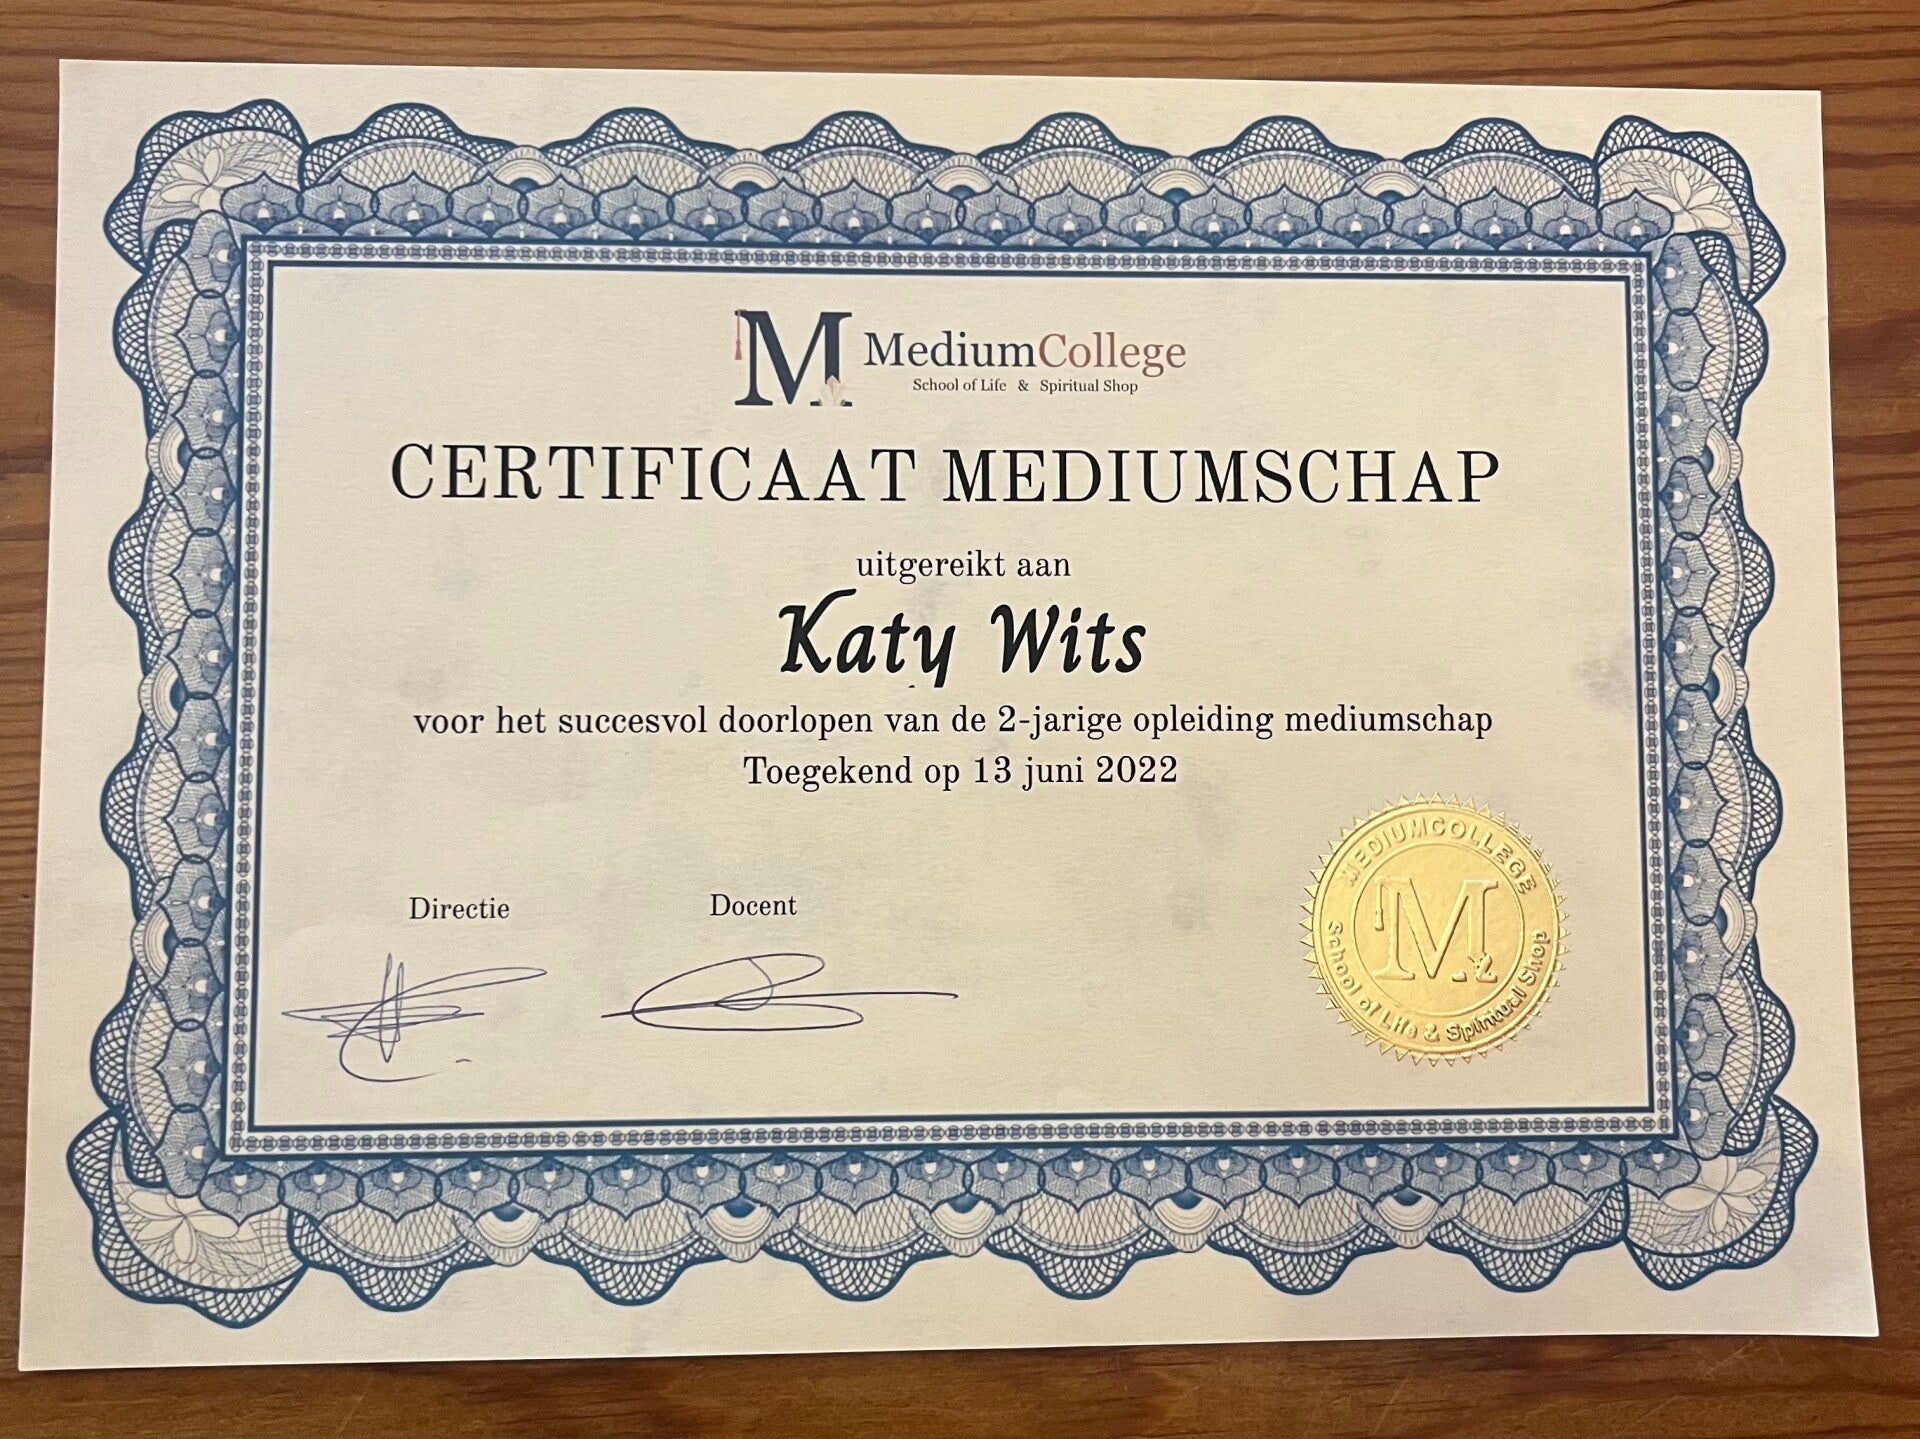 M MediumCollege
School of Life & Spiritual Shop
CERTIFICAAT MEDIUMSCHAP
uitgereikt aan
Katy Wits
voor het succesvol doorlopen van de 2-jarige opleiding mediumschap
Toegekend op 13 juni 2022
Directie
Docent
MEDIUMCOLLEGE
M
School of Life & Spiritual Shop